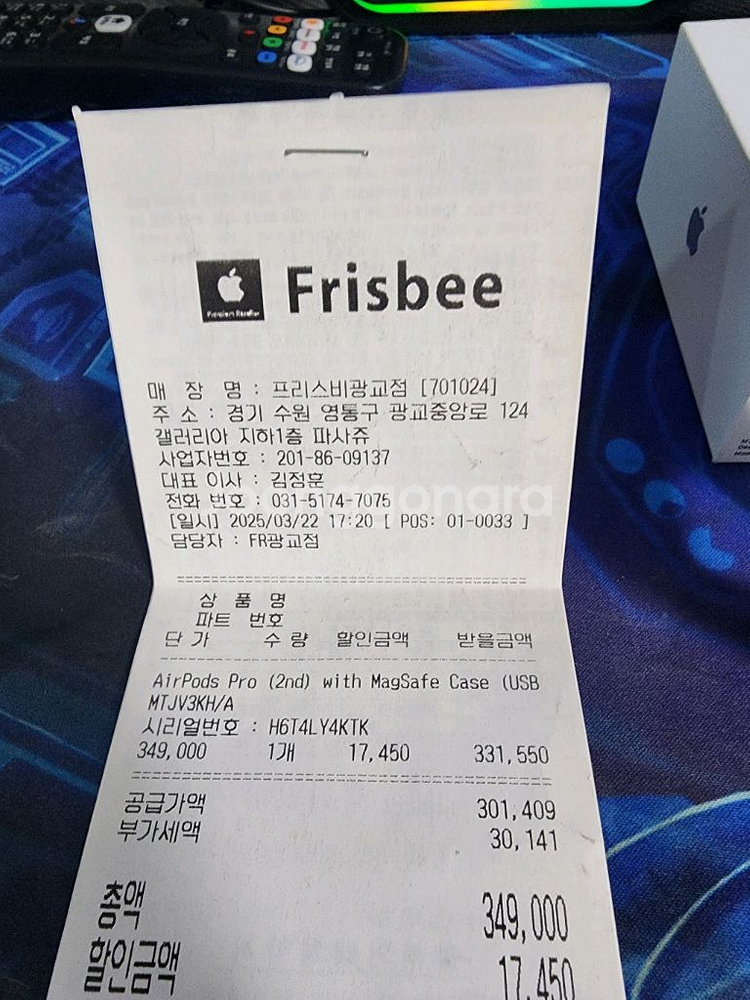 Premium Reseller
Frisbee
매 장 명 : 프리스비광교점 [701024]
주 소 : 경기 수원 영통구 광교중앙로 124
갤러리아 지하1층 파사쥬
사업자번호 : 201-86-09137
대표 이사 : 김정훈
전화 번호 : 031-5174-7075
[일시] 2025/03/22 17:20 [ POS: 01-0033 ]
담당자 : FR광교점
상 품 명
파트 번호
단 가 수 량 할인금액 받을금액
AirPods Pro (2nd) with MagSafe Case (USB
MTJV3KH/A
시리얼번호 : H6T4LY4KTK
349,000 1개 17,450 331,550
공급가액 301,409
부가세액 30,141
총액 349,000
할인금액 17,450